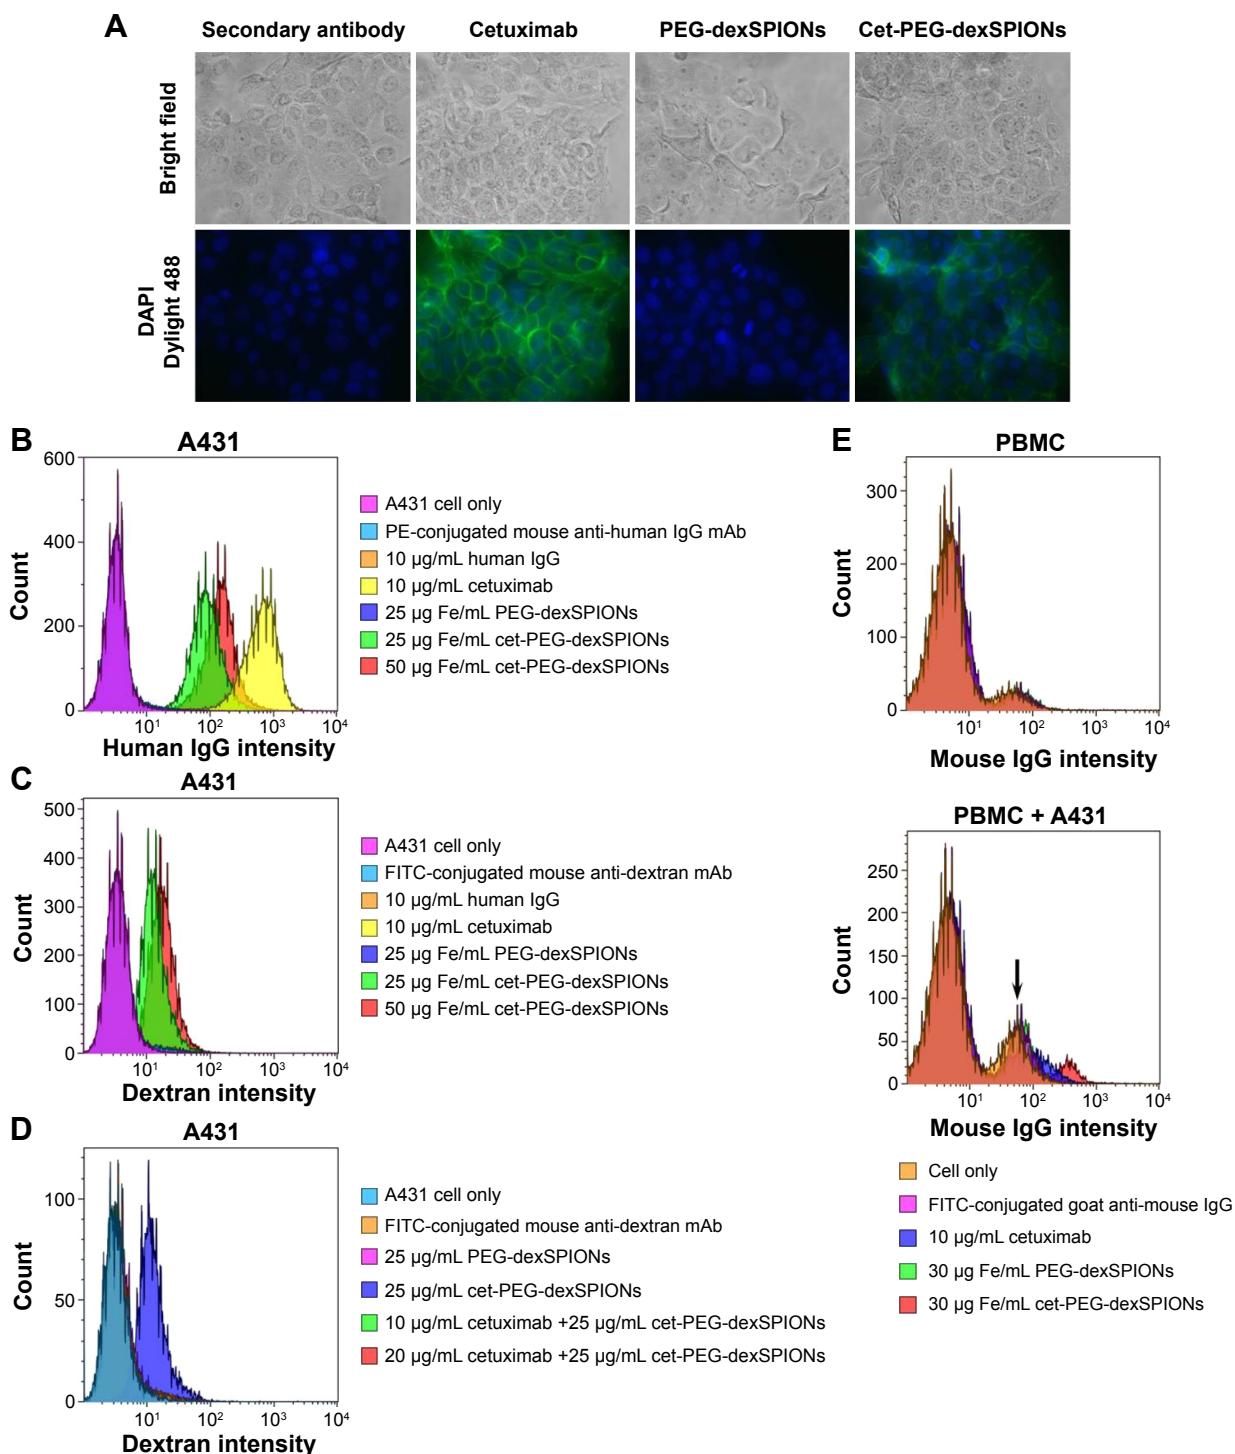 A
Secondary antibody
Cetuximab
PEG-dexSPIONs
Cet-PEG-dexSPIONs
Bright field
DAPI
Dylight 488
B
A431
600
400
200
0
Count
10¹
10²
10³
10⁴
Human IgG intensity
A431 cell only
PE-conjugated mouse anti-human IgG mAb
10 µg/mL human IgG
10 µg/mL cetuximab
25 µg Fe/mL PEG-dexSPIONs
25 µg Fe/mL cet-PEG-dexSPIONs
50 µg Fe/mL cet-PEG-dexSPIONs
C
A431
500
400
300
200
100
0
Count
10¹
10²
10³
10⁴
Dextran intensity
A431 cell only
FITC-conjugated mouse anti-dextran mAb
10 µg/mL human IgG
10 µg/mL cetuximab
25 µg Fe/mL PEG-dexSPIONs
25 µg Fe/mL cet-PEG-dexSPIONs
50 µg Fe/mL cet-PEG-dexSPIONs
D
A431
100
50
0
Count
10¹
10²
10³
10⁴
Dextran intensity
A431 cell only
FITC-conjugated mouse anti-dextran mAb
25 µg/mL PEG-dexSPIONs
25 µg/mL cet-PEG-dexSPIONs
10 µg/mL cetuximab +25 µg/mL cet-PEG-dexSPIONs
20 µg/mL cetuximab +25 µg/mL cet-PEG-dexSPIONs
E
PBMC
300
200
100
0
Count
10¹
10²
10³
10⁴
Mouse IgG intensity
PBMC + A431
250
200
150
100
50
0
Count
10¹
10²
10³
10⁴
Mouse IgG intensity
Cell only
FITC-conjugated goat anti-mouse IgG
10 µg/mL cetuximab
30 µg Fe/mL PEG-dexSPIONs
30 µg Fe/mL cet-PEG-dexSPIONs